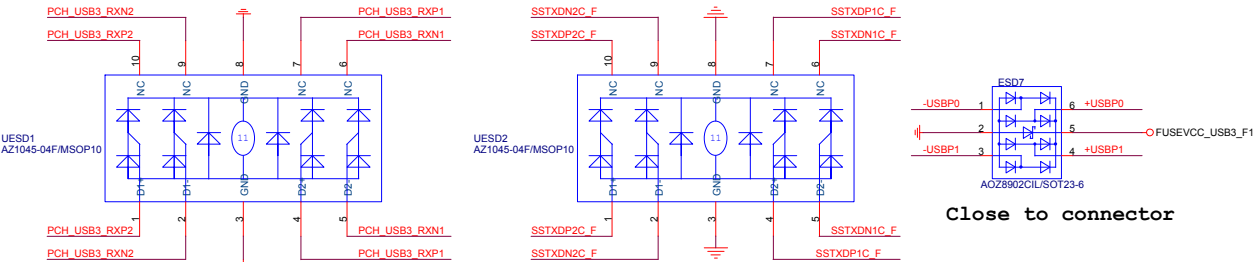 PCH_USB3_RXN2
PCH_USB3_RXP1
PCH_USB3_RXP2
PCH_USB3_RXN1
10
9
8
7
6
NC
NC
GND
NC
NC
UESD1
AZ1045-04F/MSOP10
11
D1+
D1-
GND
D2+
D2-
1
2
3
4
5
PCH_USB3_RXP2
PCH_USB3_RXN1
PCH_USB3_RXN2
PCH_USB3_RXP1
SSTXDN2C_F
SSTXDP1C_F
SSTXDP2C_F
SSTXDN1C_F
10
9
8
7
6
NC
NC
GND
NC
NC
UESD2
AZ1045-04F/MSOP10
11
D1+
D1-
GND
D2+
D2-
1
2
3
4
5
SSTXDP2C_F
SSTXDN1C_F
SSTXDN2C_F
SSTXDP1C_F
ESD7
-USBP0 1 6 +USBP0
2 5 FUSEVCC_USB3_F1
-USBP1 3 4 +USBP1
AOZ8902CIL/SOT23-6
Close to connector